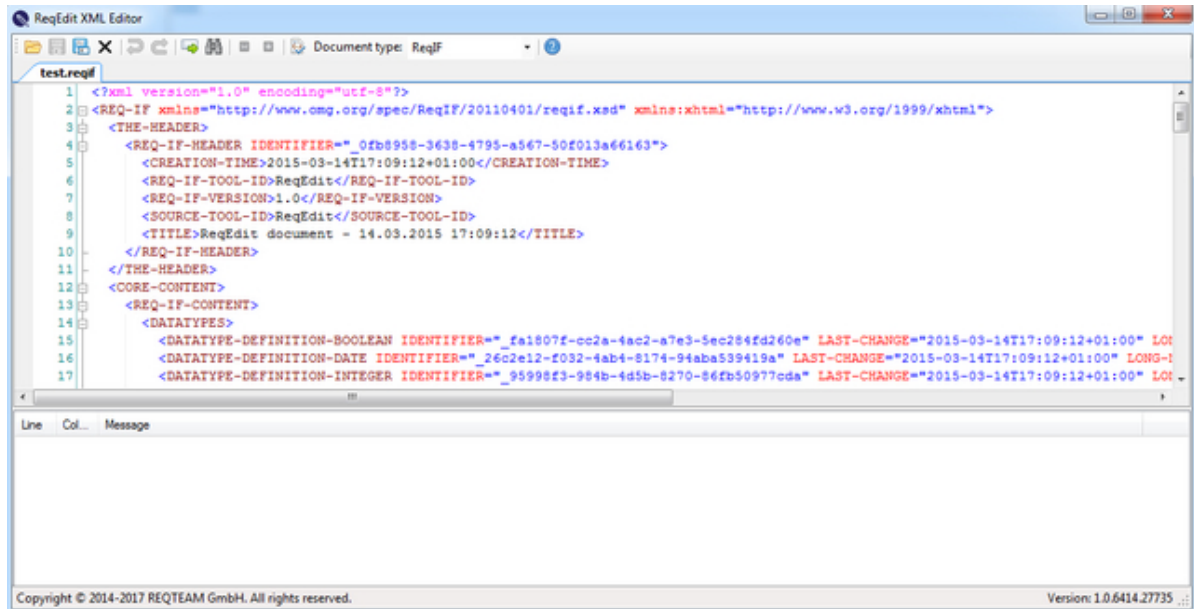 ReqEdit XML Editor
Document type: ReqIF
test.reqif
1 <?xml version="1.0" encoding="utf-8"?>
2 <REQ-IF xmlns="http://www.omg.org/spec/ReqIF/20110401/reqif.xsd" xmlns:xhtml="http://www.w3.org/1999/xhtml">
3 <THE-HEADER>
4 <REQ-IF-HEADER IDENTIFIER="_0fb8958-3638-4795-a567-50f013a66163">
5 <CREATION-TIME>2015-03-14T17:09:12+01:00</CREATION-TIME>
6 <REQ-IF-TOOL-ID>ReqEdit</REQ-IF-TOOL-ID>
7 <REQ-IF-VERSION>1.0</REQ-IF-VERSION>
8 <SOURCE-TOOL-ID>ReqEdit</SOURCE-TOOL-ID>
9 <TITLE>ReqEdit document - 14.03.2015 17:09:12</TITLE>
10 </REQ-IF-HEADER>
11 </THE-HEADER>
12 <CORE-CONTENT>
13 <REQ-IF-CONTENT>
14 <DATATYPES>
15 <DATATYPE-DEFINITION-BOOLEAN IDENTIFIER="_fa1807f-cc2a-4ac2-a7e3-5ec284fd260e" LAST-CHANGE="2015-03-14T17:09:12+01:00" LO
16 <DATATYPE-DEFINITION-DATE IDENTIFIER="_26c2e12-f032-4ab4-8174-94aba539419a" LAST-CHANGE="2015-03-14T17:09:12+01:00" LONG-
17 <DATATYPE-DEFINITION-INTEGER IDENTIFIER="_95998f3-984b-4d5b-8270-86fb50977cda" LAST-CHANGE="2015-03-14T17:09:12+01:00" LO
Line Col... Message
Copyright © 2014-2017 REQTEAM GmbH. All rights reserved. Version: 1.0.6414.27735